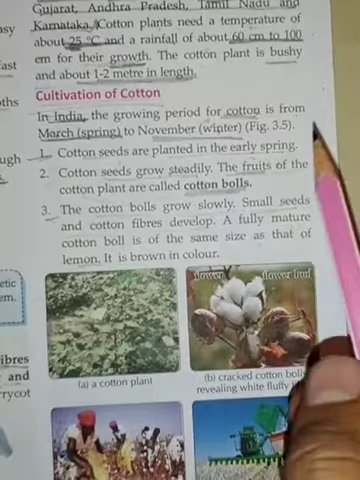 Gujarat, Andhra Pradesh, Tamil Nadu and
Karnataka. Cotton plants need a temperature of
about 25 °C and a rainfall of about 60 cm to 100
cm for their growth. The cotton plant is bushy
and about 1-2 metre in length.
Cultivation of Cotton
In India, the growing period for cotton is from
March (spring) to November (winter) (Fig. 3.5).
1. Cotton seeds are planted in the early spring.
2. Cotton seeds grow steadily. The fruits of the
cotton plant are called cotton bolls.
3. The cotton bolls grow slowly. Small seeds
and cotton fibres develop. A fully mature
cotton boll is of the same size as that of
lemon. It is brown in colour.
flower
flower bud
(a) a cotton plant
(b) cracked cotton boll
revealing white fluffy
asy
ast
oths
ugh
s.
etic
em.
ibres
and
rycot